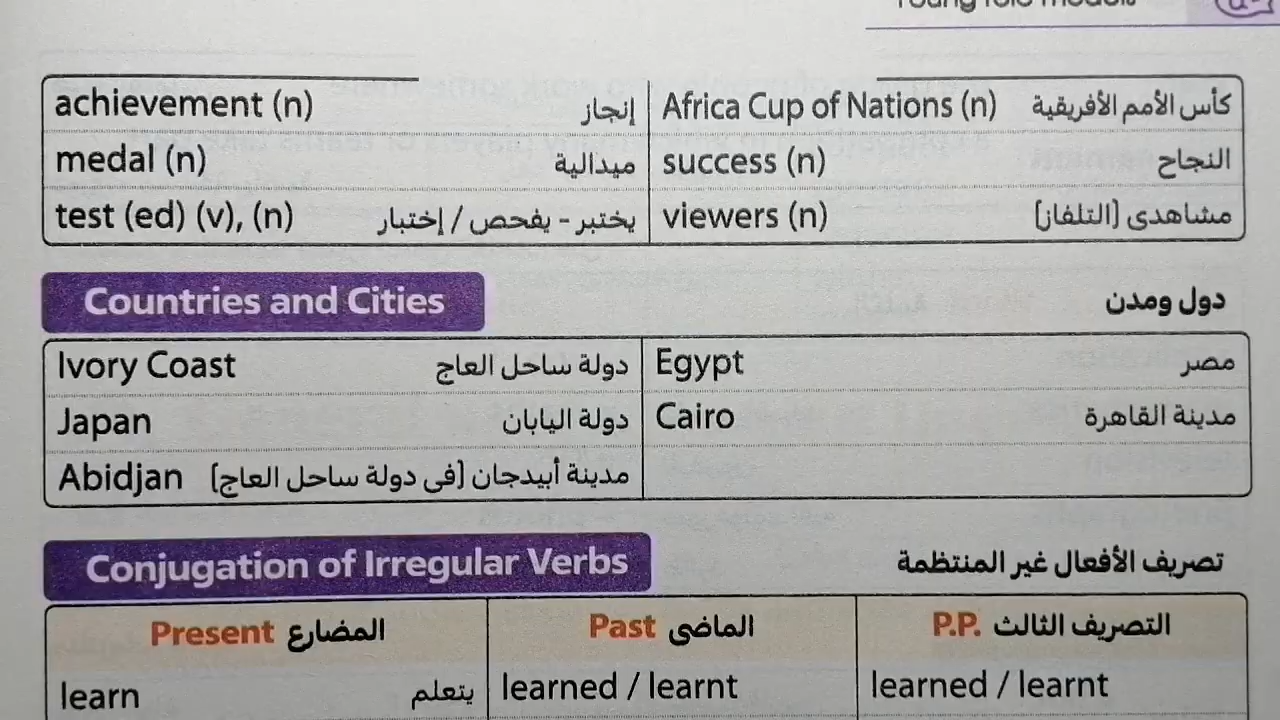 Young role models
achievement (n) إنجاز Africa Cup of Nations (n) كأس الأمم الأفريقية
medal (n) ميدالية success (n) النجاح
test (ed) (v), (n) يختبر - يفحص / إختبار viewers (n) مشاهدى (التلفاز)
Countries and Cities دول ومدن
Ivory Coast دولة ساحل العاج Egypt مصر
Japan دولة اليابان Cairo مدينة القاهرة
Abidjan مدينة أبيدجان (فى دولة ساحل العاج)
Conjugation of Irregular Verbs تصريف الأفعال غير المنتظمة
Present المضارع Past الماضى P.P. التصريف الثالث
learn يتعلم learned / learnt learned / learnt